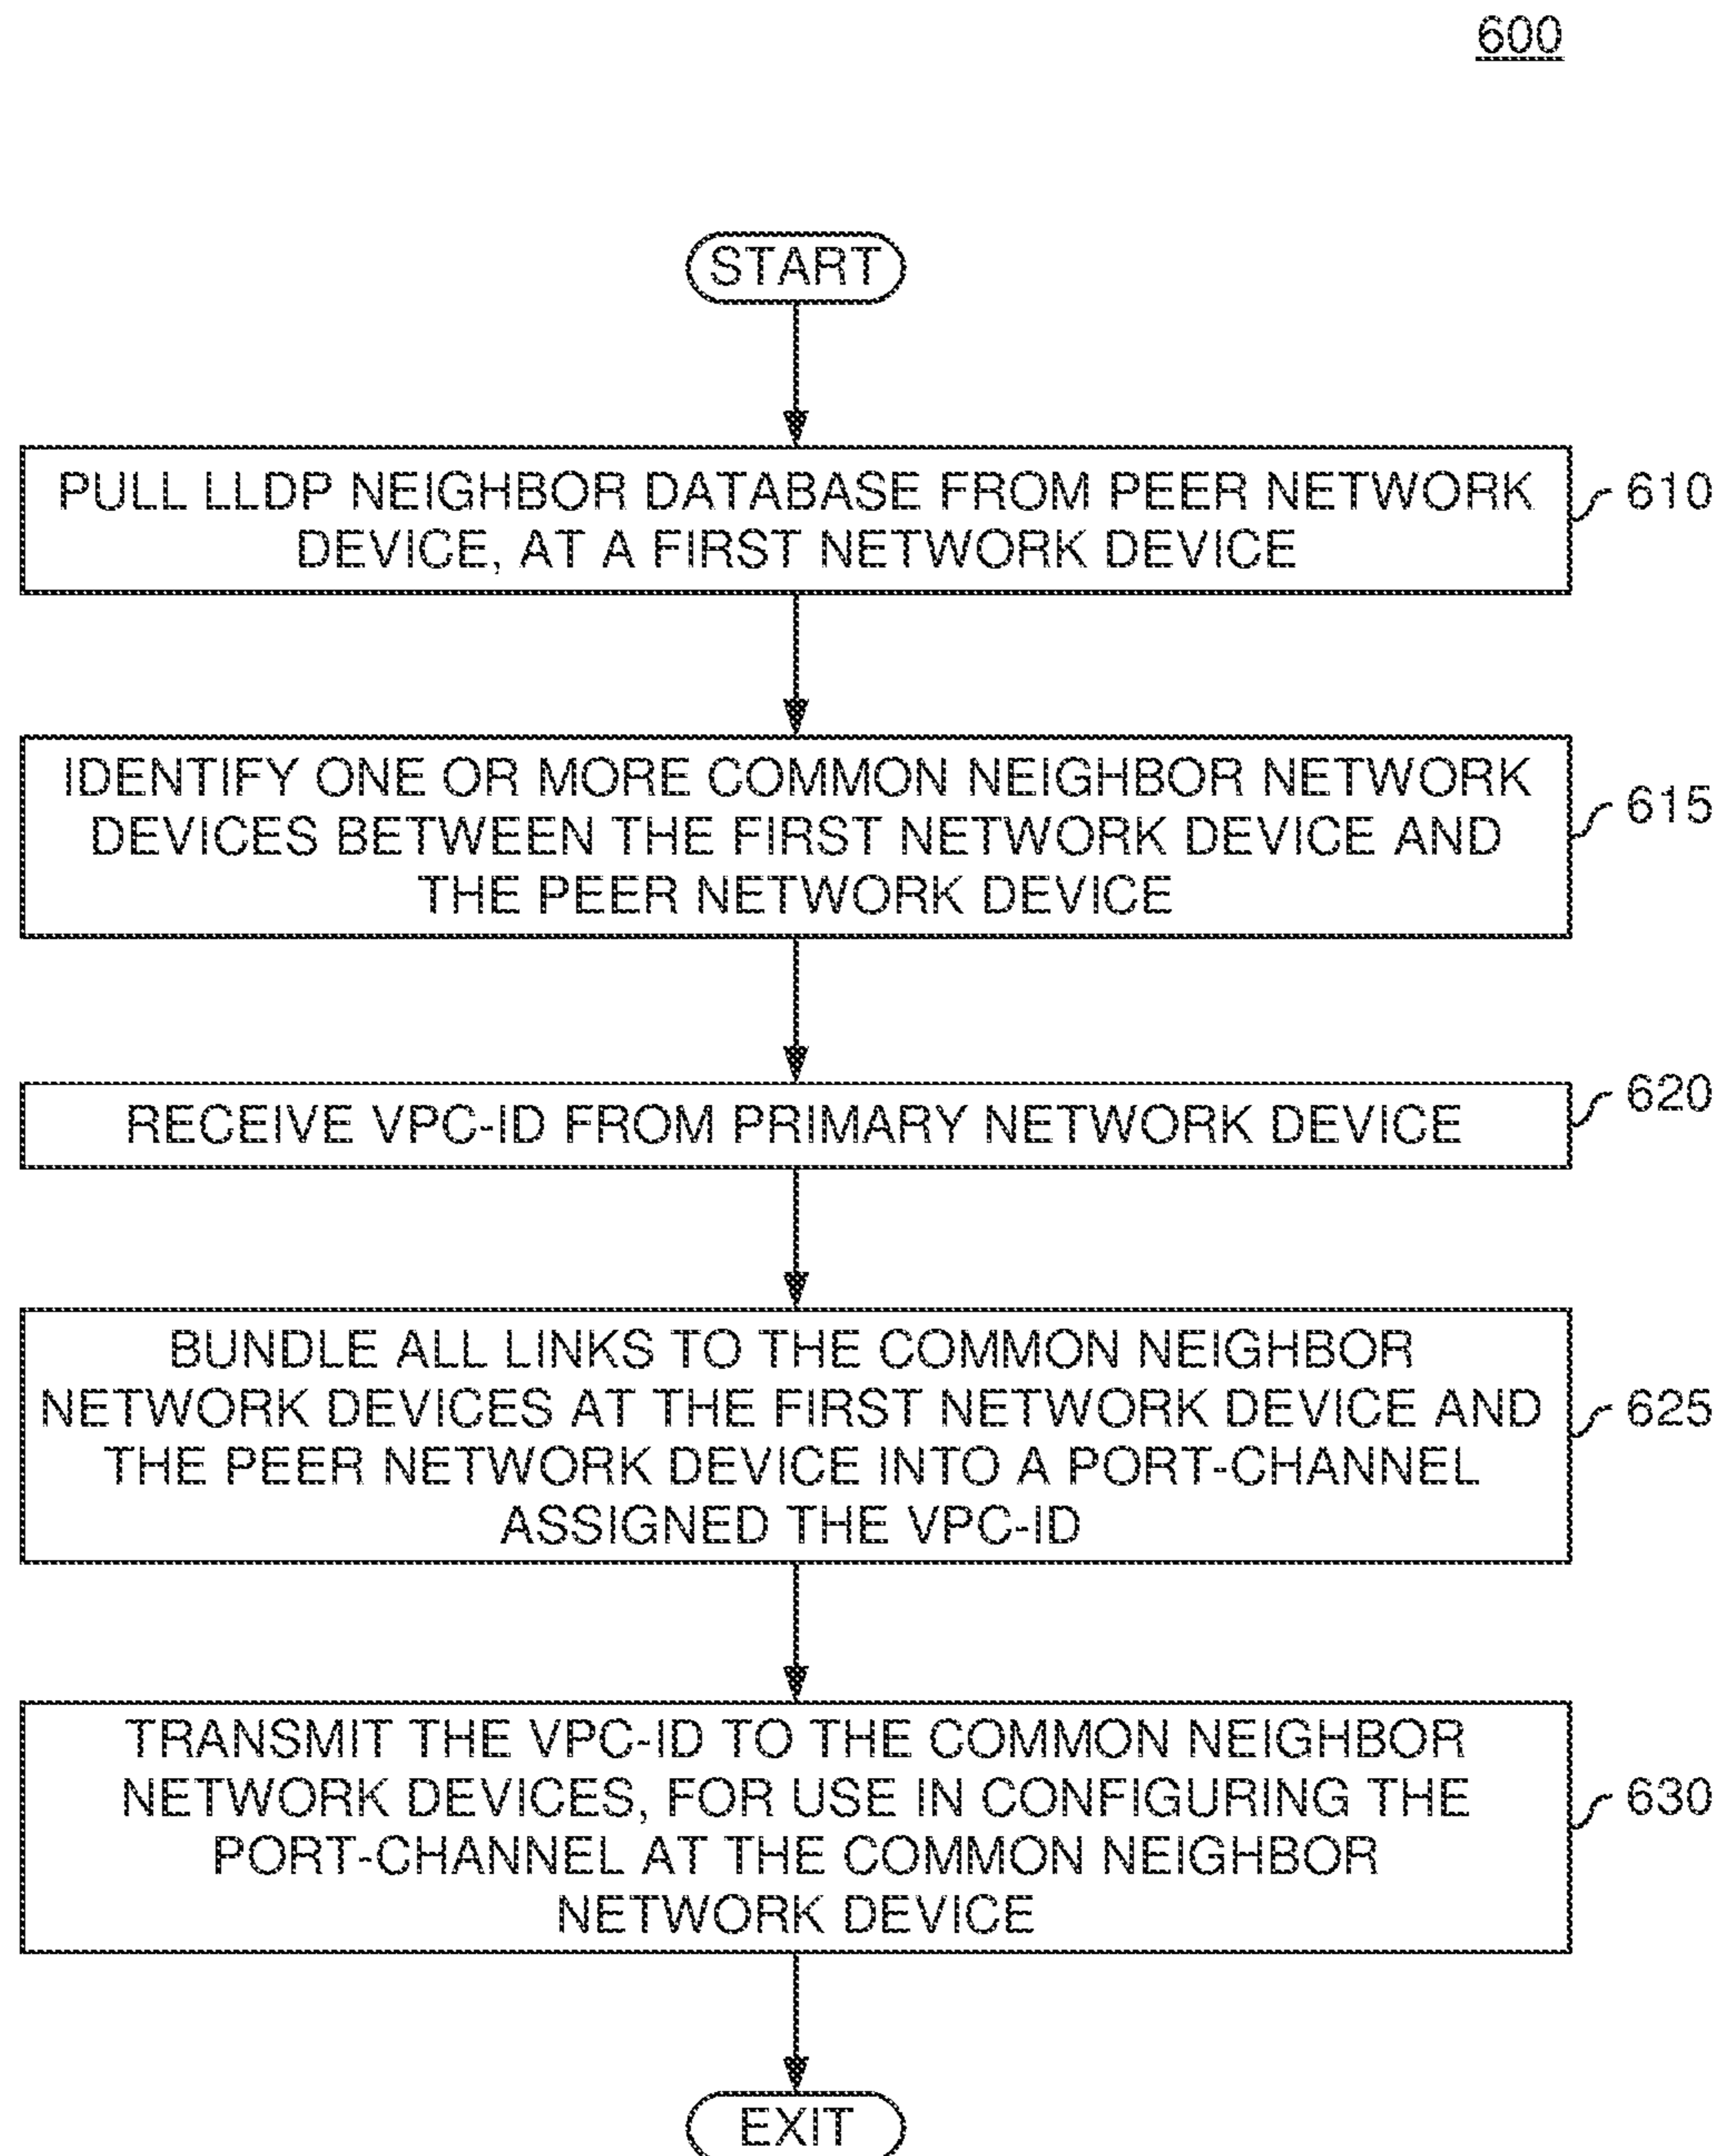 600
START
PULL LLDP NEIGHBOR DATABASE FROM PEER NETWORK
DEVICE, AT A FIRST NETWORK DEVICE
610
IDENTIFY ONE OR MORE COMMON NEIGHBOR NETWORK
DEVICES BETWEEN THE FIRST NETWORK DEVICE AND
THE PEER NETWORK DEVICE
615
RECEIVE VPC-ID FROM PRIMARY NETWORK DEVICE
620
BUNDLE ALL LINKS TO THE COMMON NEIGHBOR
NETWORK DEVICES AT THE FIRST NETWORK DEVICE AND
THE PEER NETWORK DEVICE INTO A PORT-CHANNEL
ASSIGNED THE VPC-ID
625
TRANSMIT THE VPC-ID TO THE COMMON NEIGHBOR
NETWORK DEVICES, FOR USE IN CONFIGURING THE
PORT-CHANNEL AT THE COMMON NEIGHBOR
NETWORK DEVICE
630
EXIT